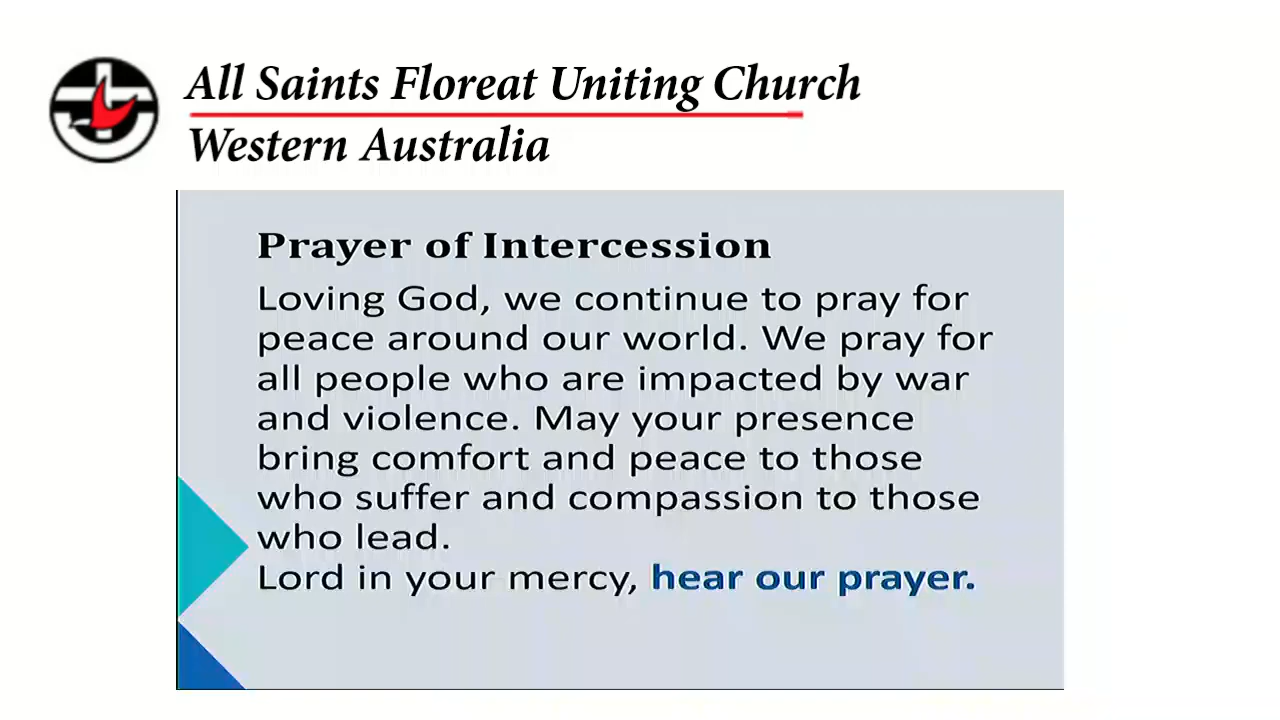 All Saints Floreat Uniting Church
Western Australia
Prayer of Intercession
Loving God, we continue to pray for
peace around our world. We pray for
all people who are impacted by war
and violence. May your presence
bring comfort and peace to those
who suffer and compassion to those
who lead.
Lord in your mercy, hear our prayer.